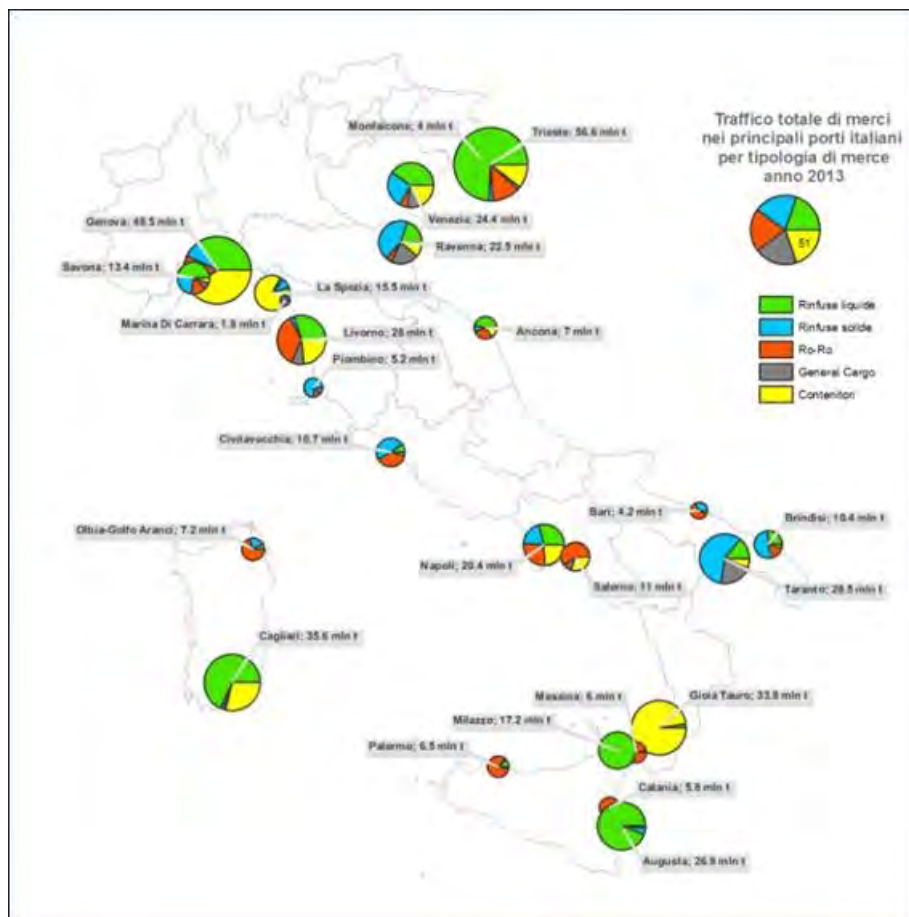 Traffico totale di merci
nei principali porti italiani
per tipologia di merce
anno 2013
51
Rinfuse liquide
Rinfuse solide
Ro-Ro
General Cargo
Contenitori
Monfalcone; 4 mln t
Trieste: 56.6 mln t
Venezia: 24.4 mln t
Genova; 48.5 mln t
Ravenna; 22.5 mln t
Savona; 13.4 mln t
La Spezia; 15.5 mln t
Marina Di Carrara; 1.8 mln t
Livorno; 28 mln t
Ancona; 7 mln t
Piombino; 5.2 mln t
Civitavecchia; 10.7 mln t
Bari; 4.2 mln t
Brindisi; 10.4 mln t
Olbia-Golfo Aranci; 7.2 mln t
Napoli; 20.4 mln t
Salerno; 11 mln t
Taranto; 28.5 mln t
Cagliari; 35.6 mln t
Messina; 6 mln t
Gioia Tauro; 33.8 mln t
Milazzo; 17.2 mln t
Palermo; 6.5 mln t
Catania; 5.8 mln t
Augusta; 26.9 mln t